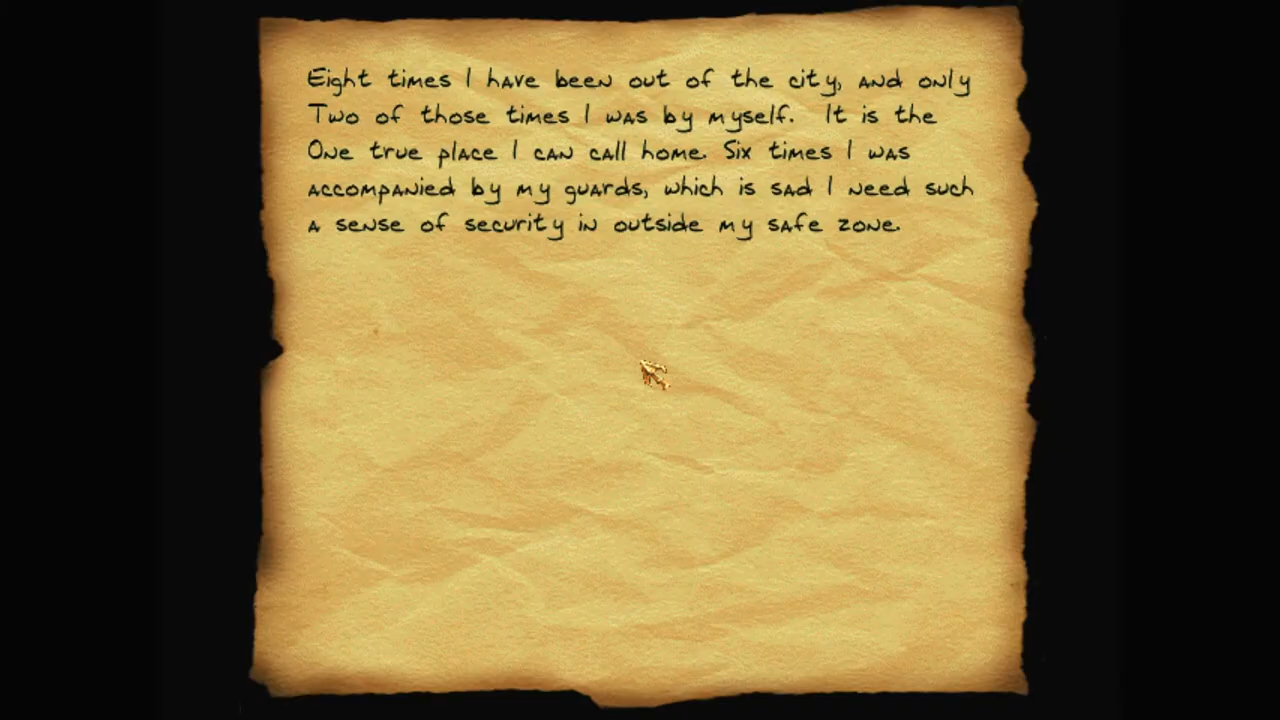 Eight times I have been out of the city, and only
Two of those times I was by myself. It is the
One true place I can call home. Six times I was
accompanied by my guards, which is sad I need such
a sense of security in outside my safe zone.